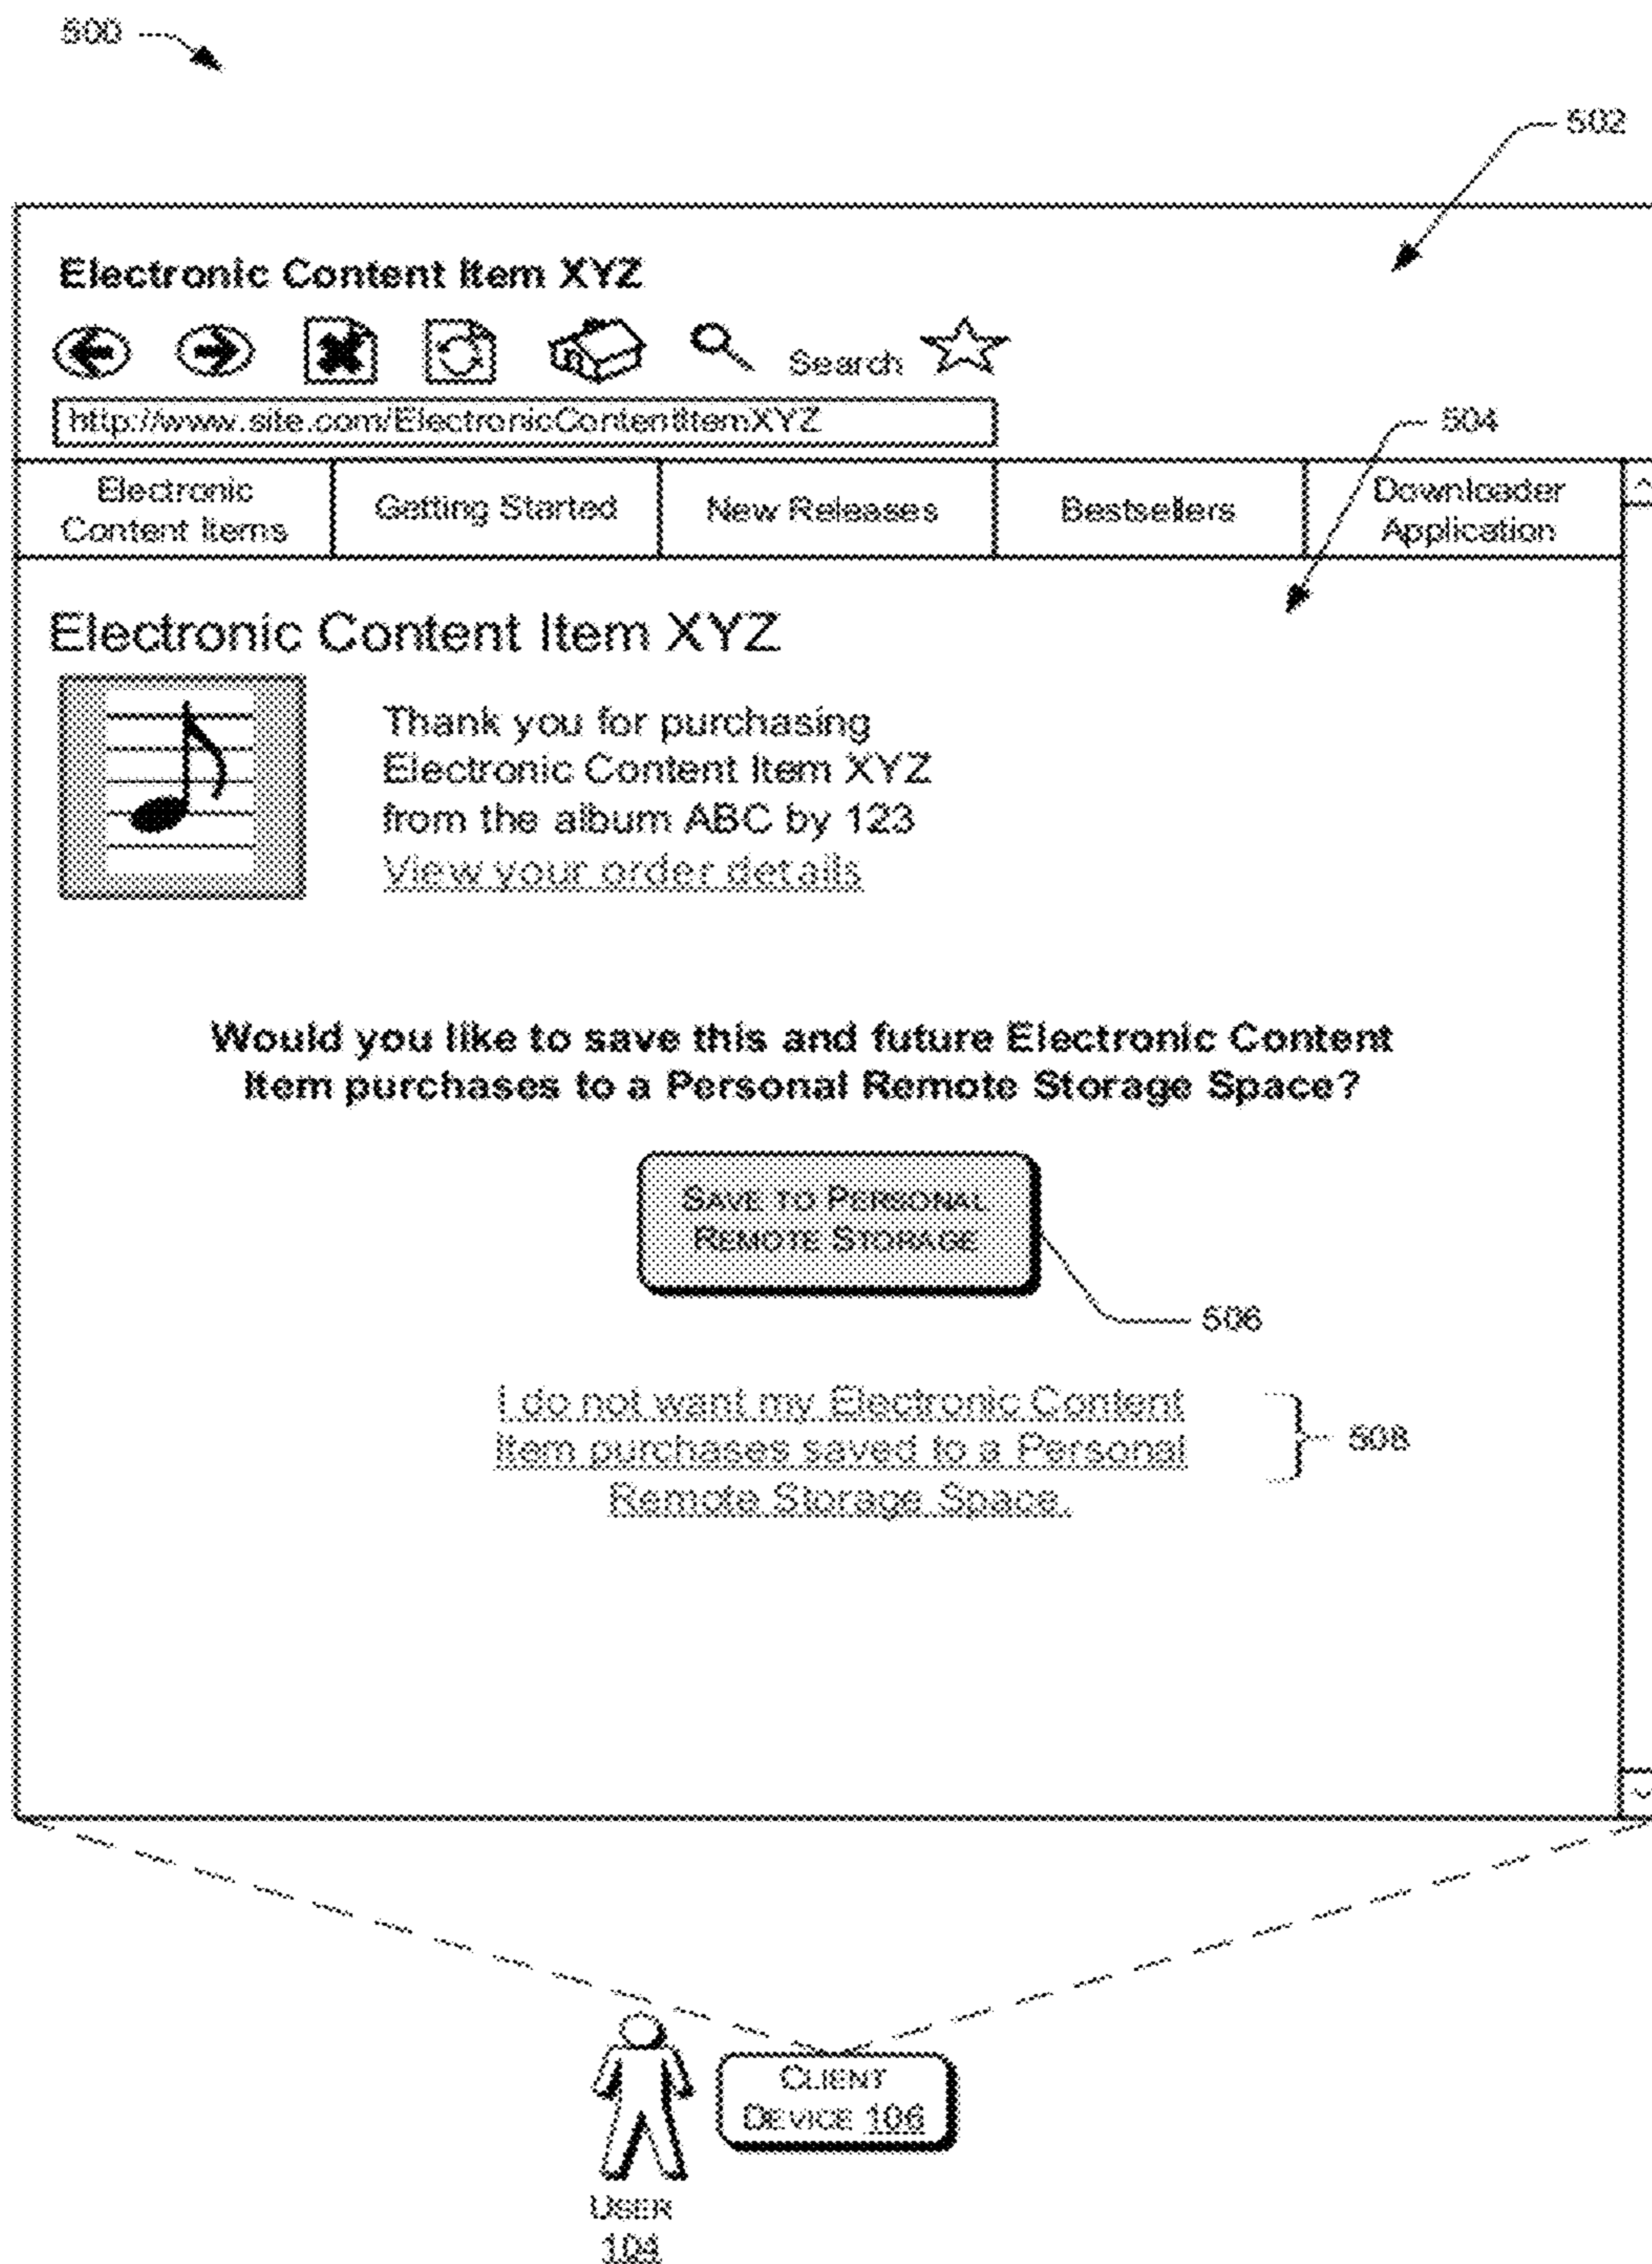 500
502
Electronic Content Item XYZ
Search
http://www.site.com/ElectronicContentItemXYZ
504
Electronic
Content Items
Getting Started
New Releases
Bestsellers
Downloader
Application
Electronic Content Item XYZ
Thank you for purchasing
Electronic Content Item XYZ
from the album ABC by 123
View your order details
Would you like to save this and future Electronic Content
Item purchases to a Personal Remote Storage Space?
SAVE TO PERSONAL
REMOTE STORAGE
506
I do not want my Electronic Content
Item purchases saved to a Personal
Remote Storage Space.
508
CLIENT
DEVICE 106
USER
104